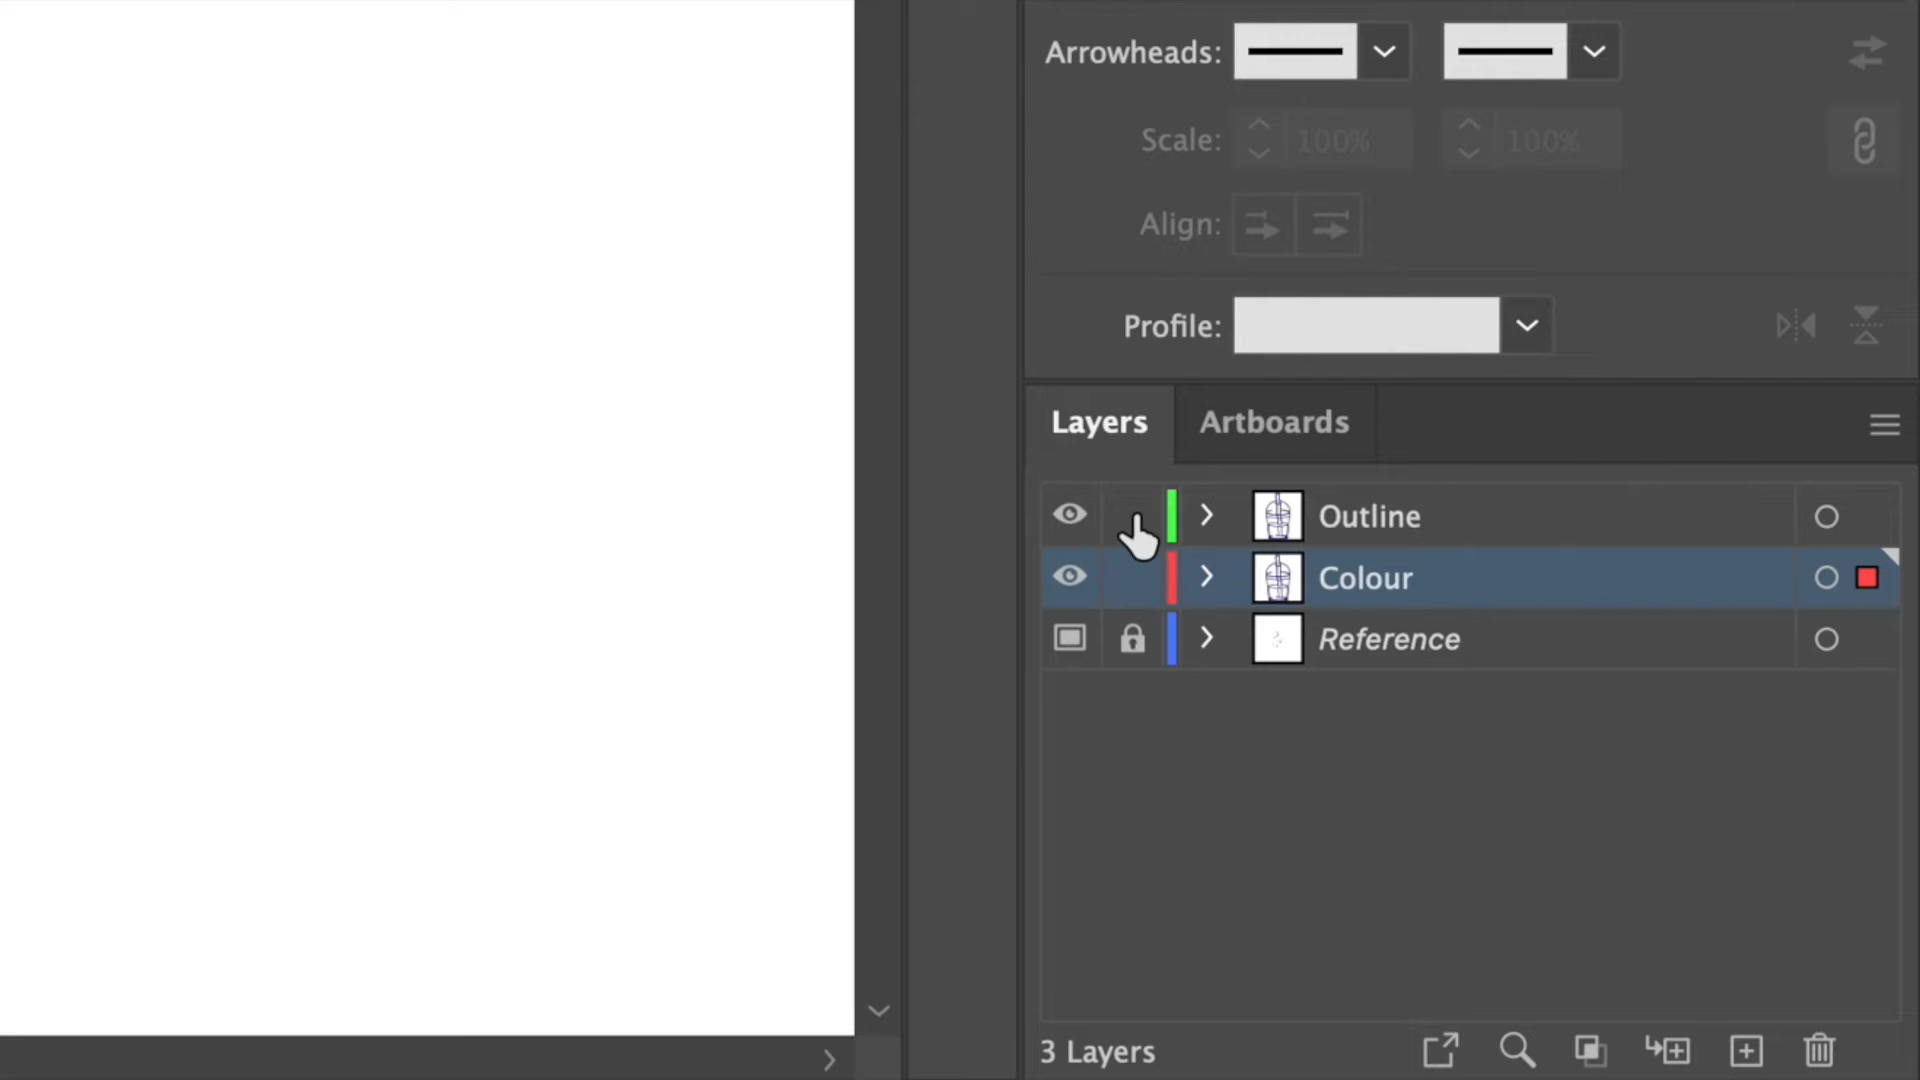 Arrowheads:
Scale: 100% 100%
Align:
Profile:
Layers Artboards
Outline
Colour
Reference
3 Layers